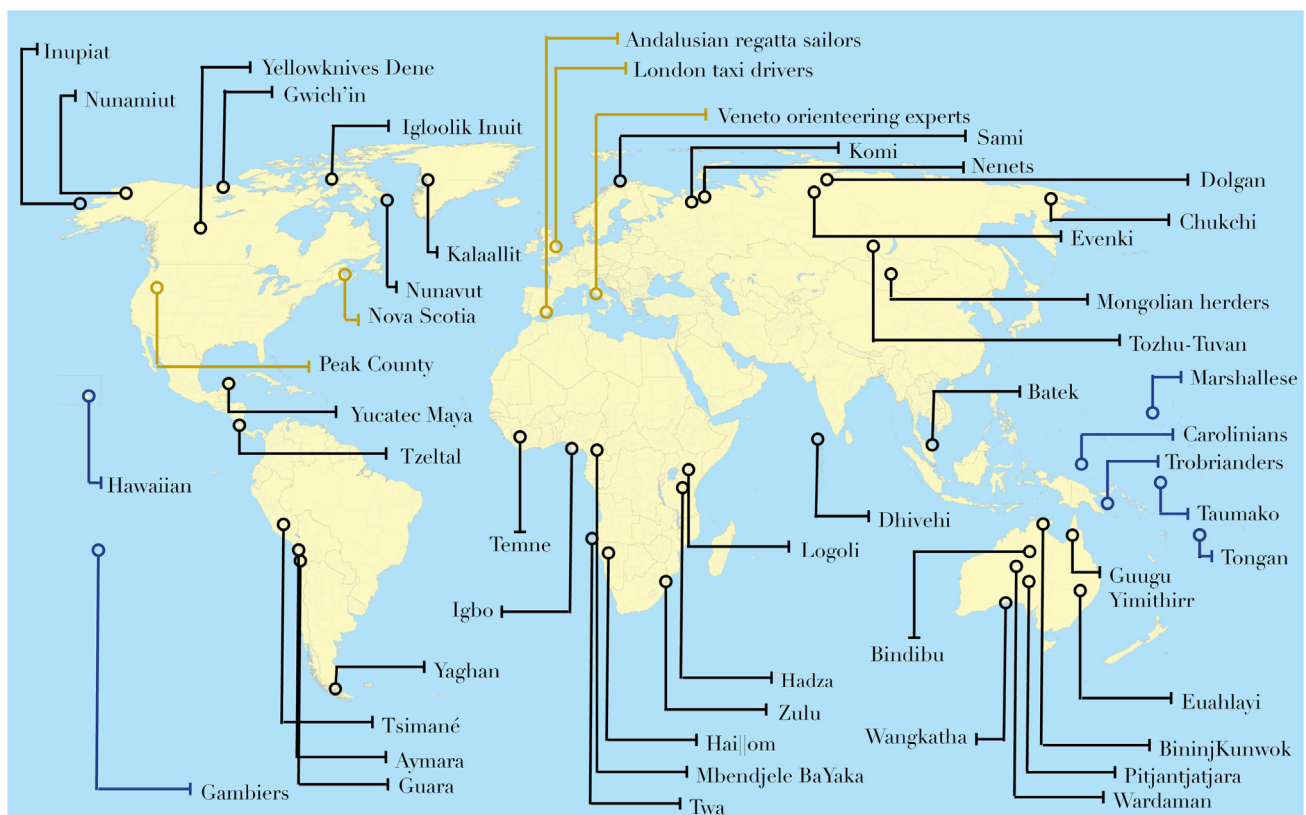 Inupiat
Andalusian regatta sailors
Yellowknives Dene
London taxi drivers
Nunamiut
Gwich'in
Veneto orienteering experts
Igloolik Inuit
Sami
Komi
Nenets
Dolgan
Chukchi
Evenki
Kalaallit
Nunavut
Mongolian herders
Nova Scotia
Tozhu-Tuvan
Peak County
Marshallese
Batek
Yucatec Maya
Carolinians
Tzeltal
Trobrianders
Hawaiian
Taumako
Dhivehi
Temne
Logoli
Tongan
Guugu
Yimithirr
Igbo
Bindibu
Yaghan
Hadza
Euahlayi
Zulu
Tsimané
Wangkatha
Hai||om
BininjKunwok
Aymara
Mbendjele BaYaka
Pitjantjatjara
Guara
Gambiers
Wardaman
Twa